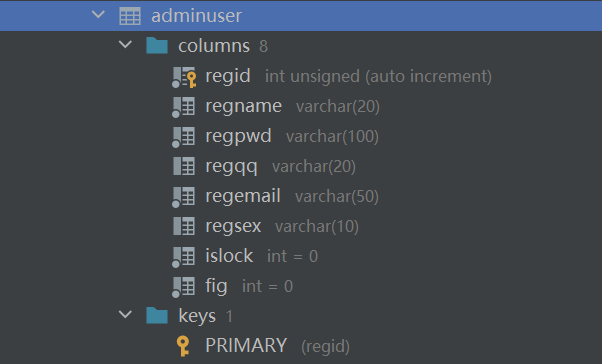 adminuser
columns 8
regid int unsigned (auto increment)
regname varchar(20)
regpwd varchar(100)
regqq varchar(20)
regemail varchar(50)
regsex varchar(10)
islock int = 0
fig int = 0
keys 1
PRIMARY (regid)